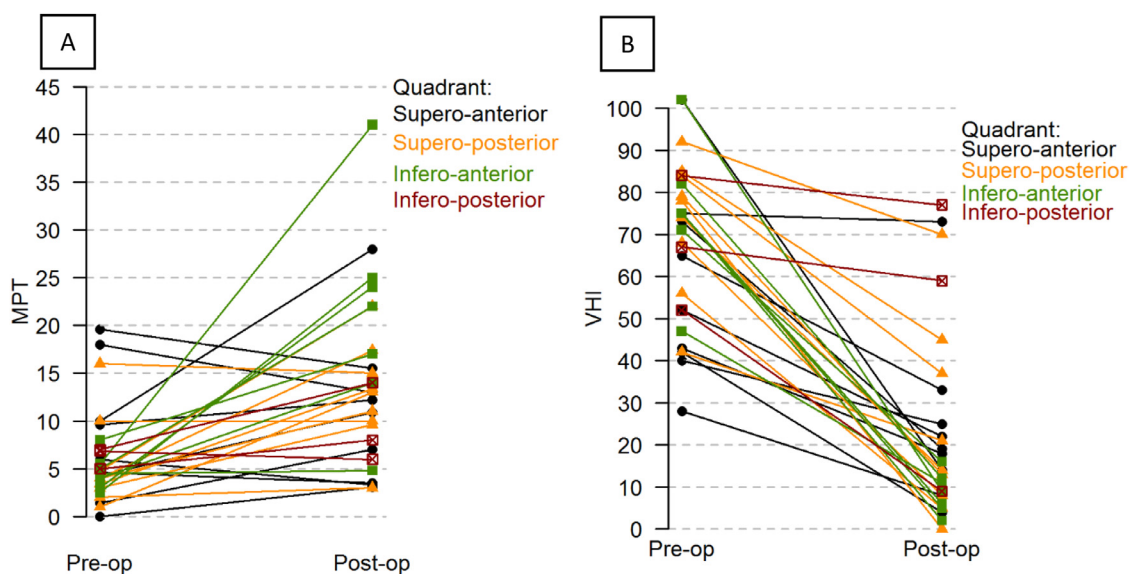 A
MPT
45
40
35
30
25
20
15
10
5
0
Pre-op
Post-op
Quadrant:
Supero-anterior
Supero-posterior
Infero-anterior
Infero-posterior
B
VHI
100
90
80
70
60
50
40
30
20
10
0
Pre-op
Post-op
Quadrant:
Supero-anterior
Supero-posterior
Infero-anterior
Infero-posterior